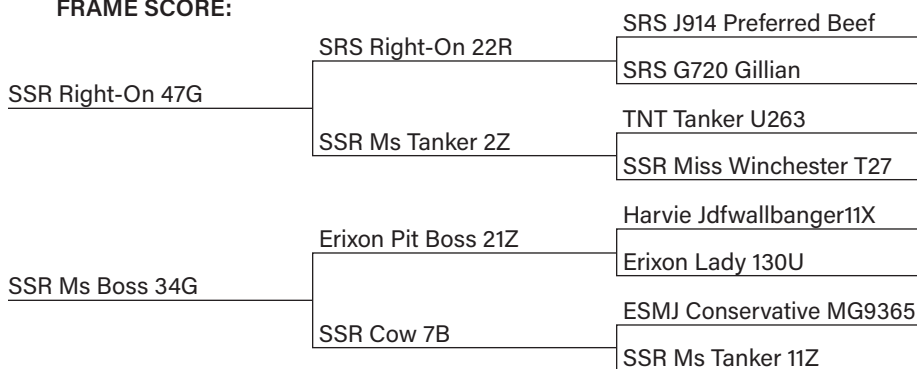 FRAME SCORE:
SRS J914 Preferred Beef
SRS Right-On 22R
SRS G720 Gillian
SSR Right-On 47G
TNT Tanker U263
SSR Ms Tanker 2Z
SSR Miss Winchester T27
Harvie Jdfwallbanger11X
Erixon Pit Boss 21Z
Erixon Lady 130U
SSR Ms Boss 34G
ESMJ Conservative MG9365
SSR Cow 7B
SSR Ms Tanker 11Z